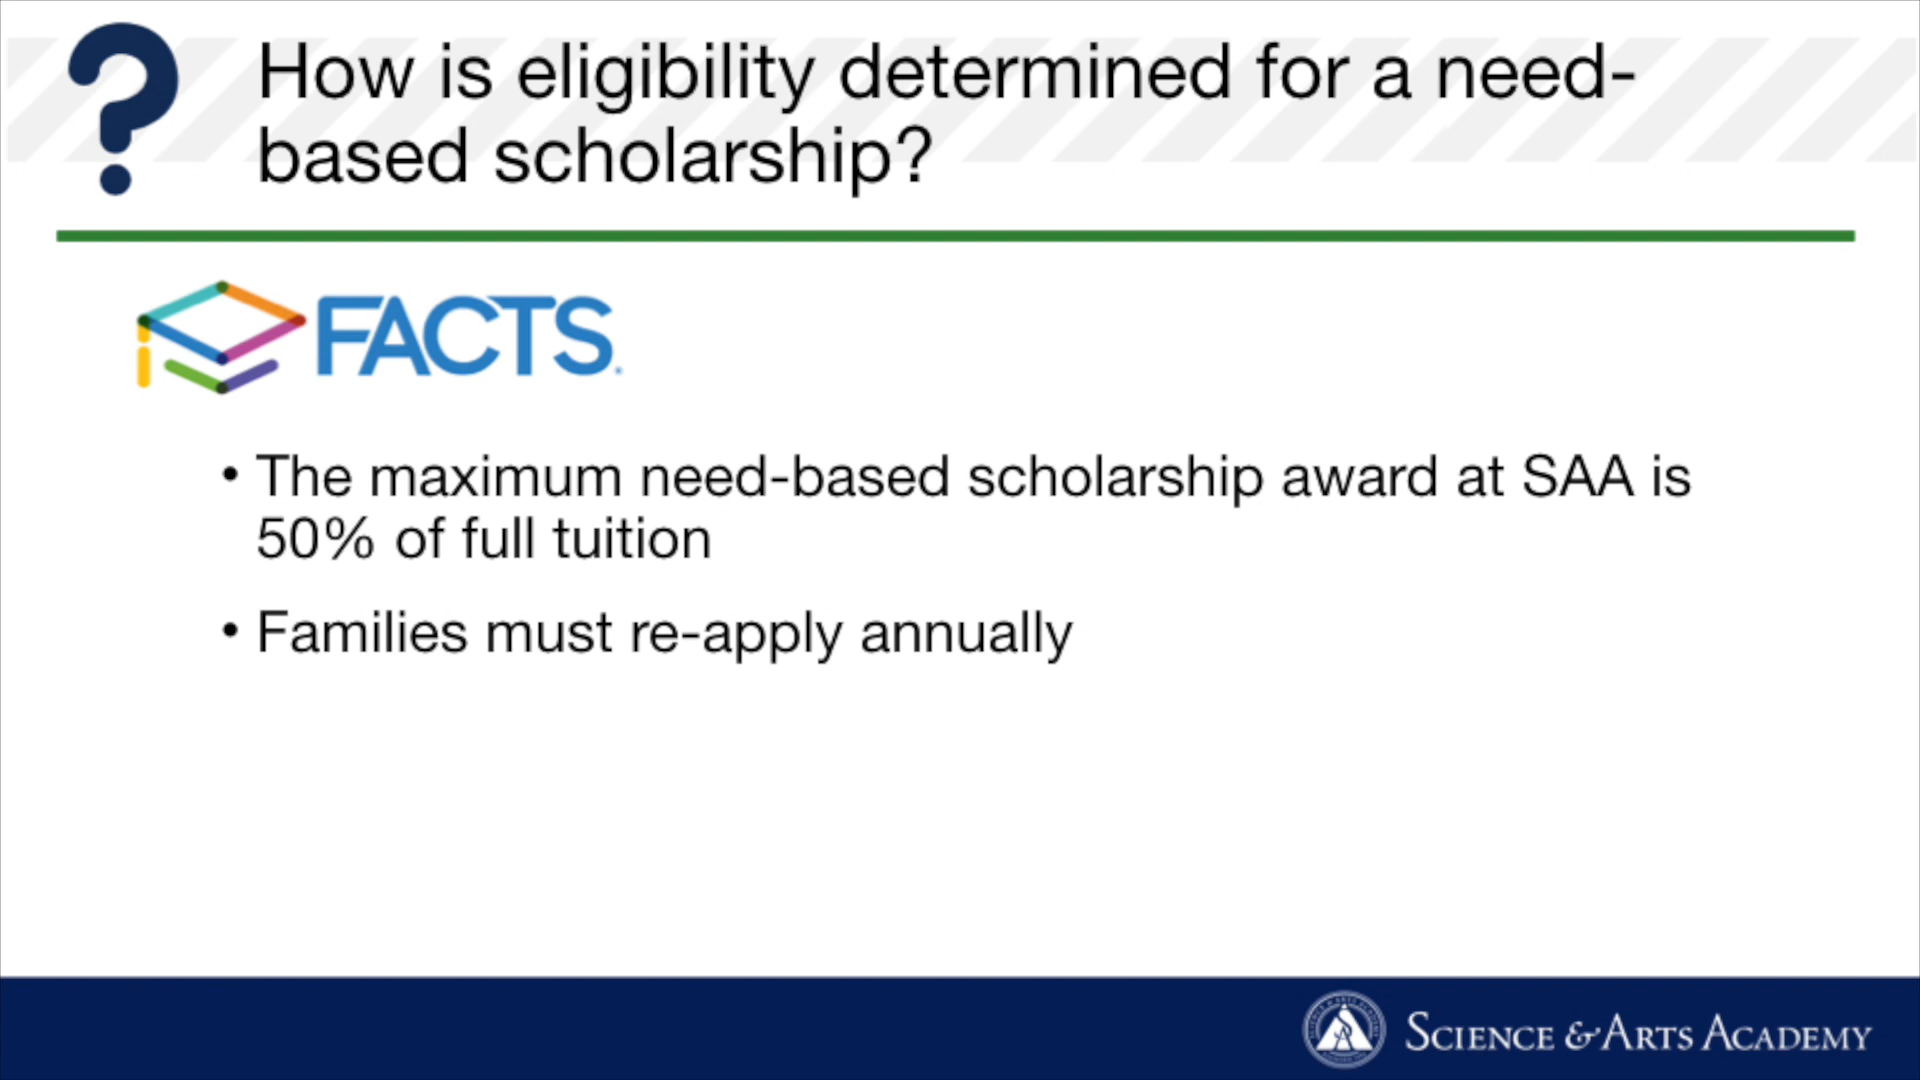 How is eligibility determined for a need-
based scholarship?
FACTS
• The maximum need-based scholarship award at SAA is
50% of full tuition
• Families must re-apply annually
SCIENCE & ARTS ACADEMY